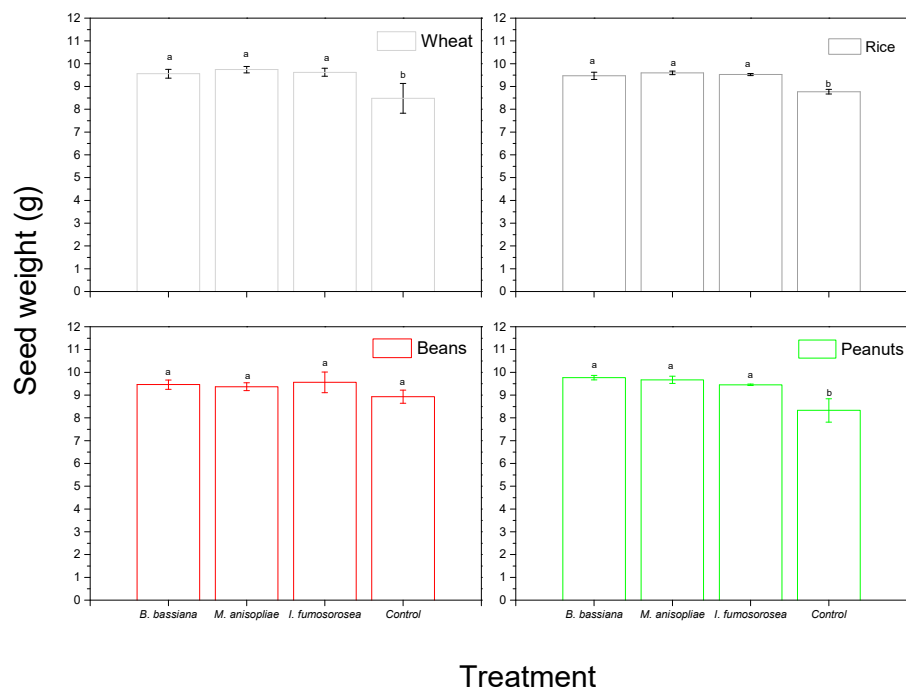 Seed weight (g)
12
11
10
9
8
7
6
5
4
3
2
1
0
a
a
a
b
Wheat
12
11
10
9
8
7
6
5
4
3
2
1
0
a
a
a
b
Rice
12
11
10
9
8
7
6
5
4
3
2
1
0
a
a
a
a
Beans
B. bassiana
M. anisopliae
I. fumosorosea
Control
12
11
10
9
8
7
6
5
4
3
2
1
0
a
a
a
b
Peanuts
B. bassiana
M. anisopliae
I. fumosorosea
Control
Treatment